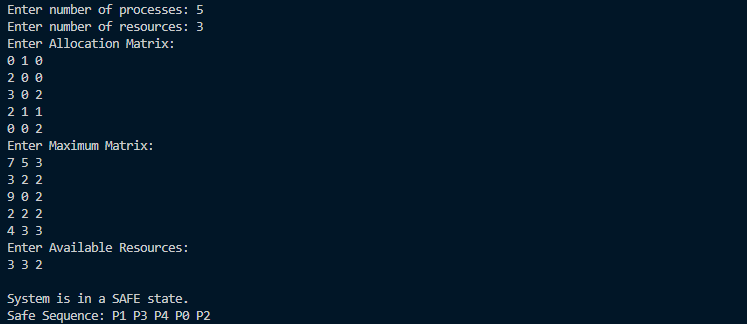 Enter number of processes: 5
Enter number of resources: 3
Enter Allocation Matrix:
0 1 0
2 0 0
3 0 2
2 1 1
0 0 2
Enter Maximum Matrix:
7 5 3
3 2 2
9 0 2
2 2 2
4 3 3
Enter Available Resources:
3 3 2
System is in a SAFE state.
Safe Sequence: P1 P3 P4 P0 P2